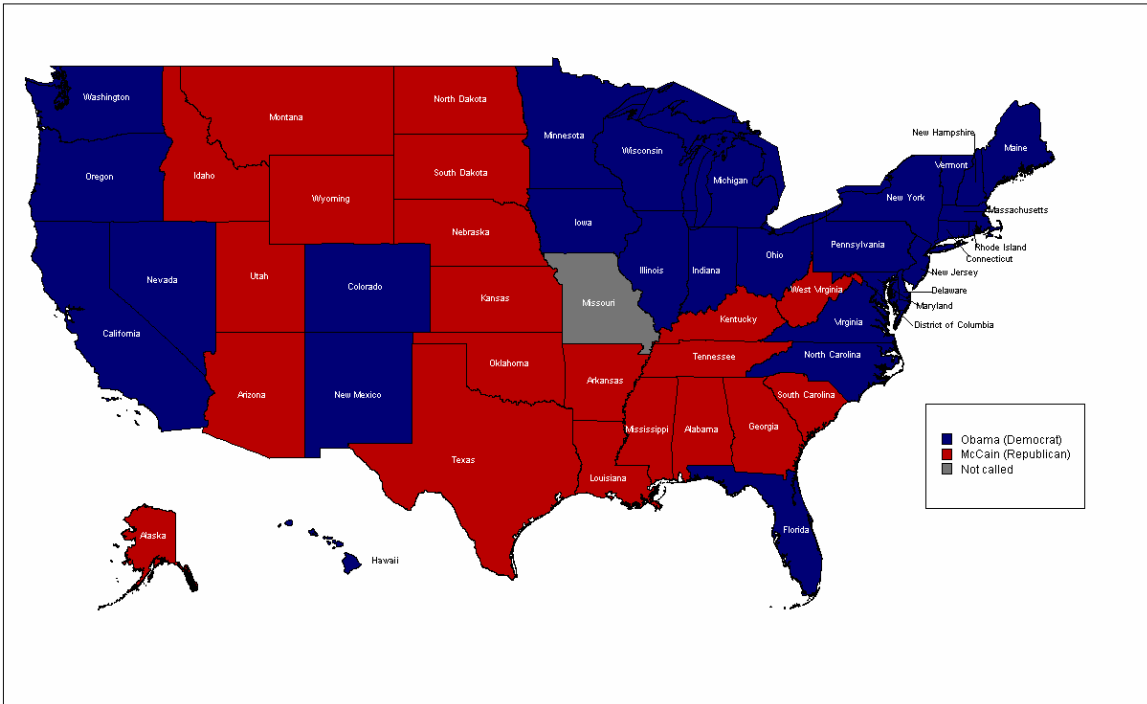 Washington
Oregon
California
Nevada
Idaho
Montana
Wyoming
Utah
Colorado
Arizona
New Mexico
North Dakota
South Dakota
Nebraska
Kansas
Oklahoma
Texas
Minnesota
Iowa
Missouri
Arkansas
Louisiana
Wisconsin
Illinois
Michigan
Indiana
Ohio
Kentucky
Tennessee
Mississippi
Alabama
Georgia
Florida
South Carolina
North Carolina
Virginia
West Virginia
Pennsylvania
New York
Vermont
New Hampshire
Maine
Massachusetts
Rhode Island
Connecticut
New Jersey
Delaware
Maryland
District of Columbia
Alaska
Hawaii
Obama (Democrat)
McCain (Republican)
Not called